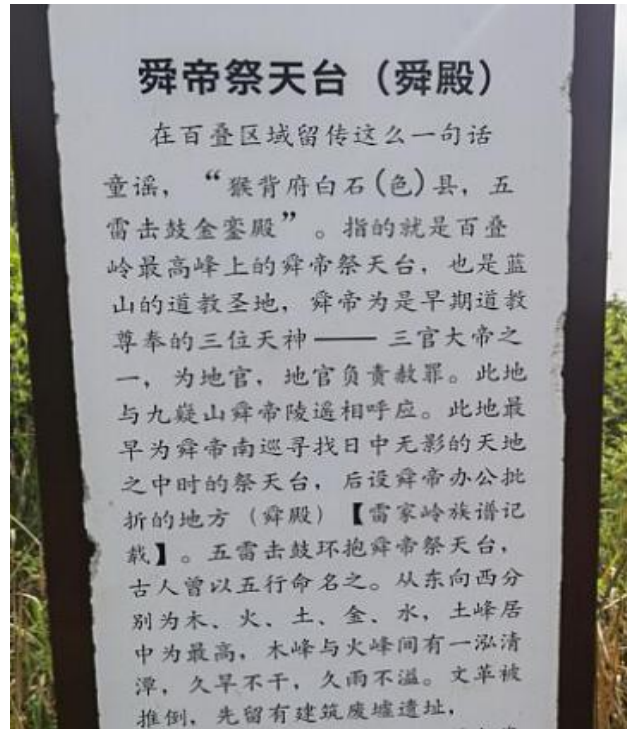 舜帝祭天台（舜殿）
在百叠区域留传这么一句话
童谣，“猴背府白石(色)县，五
雷击鼓金銮殿”。指的就是百叠
岭最高峰上的舜帝祭天台，也是蓝
山的道教圣地，舜帝为是早期道教
尊奉的三位天神——三官大帝之
一，为地官，地官负责赦罪。此地
与九嶷山舜帝陵遥相呼应。此地最
早为舜帝南巡寻找日中无影的天地
之中时的祭天台，后设舜帝办公批
折的地方（舜殿）【雷家岭族谱记
载】。五雷击鼓环抱舜帝祭天台，
古人曾以五行命名之。从东向西分
别为木、火、土、金、水，土峰居
中为最高，木峰与火峰间有一泓清
潭，久旱不干，久雨不溢。文革被
推倒，先留有建筑废墟遗址，